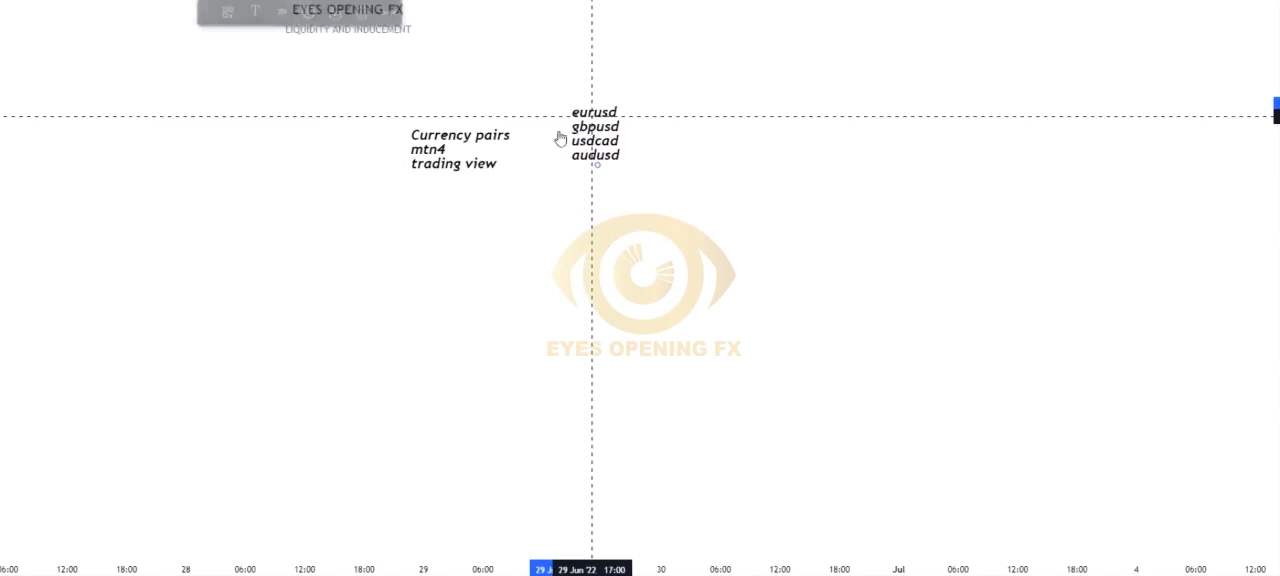 EYES OPENING FX
LIQUIDITY AND INDUCEMENT
eurusd
gbpusd
usdcad
audusd
Currency pairs
mtn4
trading view
EYES OPENING FX
12:00 18:00 28 06:00 12:00 18:00 29 06:00 29 Jun '22 17:00 30 06:00 12:00 18:00 Jul 06:00 12:00 18:00 4 06:00 12:00